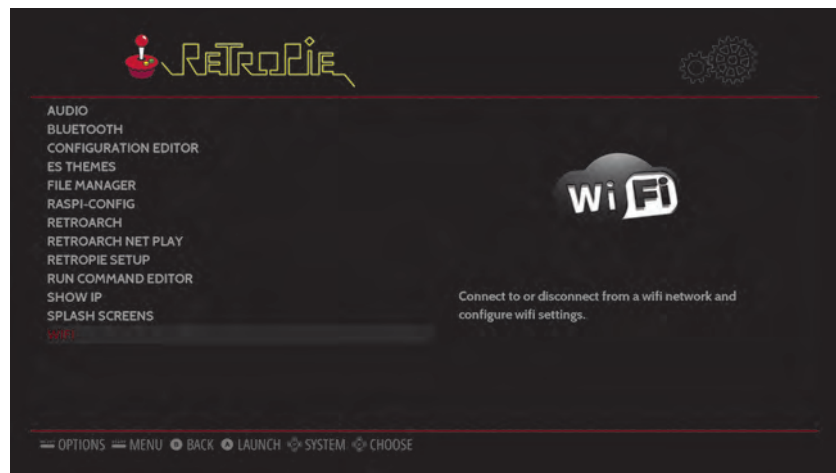 RETROPIE
AUDIO
BLUETOOTH
CONFIGURATION EDITOR
ES THEMES
FILE MANAGER
RASPI-CONFIG
RETROARCH
RETROARCH NET PLAY
RETROPIE SETUP
RUN COMMAND EDITOR
SHOW IP
SPLASH SCREENS
WIFI
Wi Fi
Connect to or disconnect from a wifi network and
configure wifi settings.
OPTIONS MENU B BACK A LAUNCH SYSTEM CHOOSE